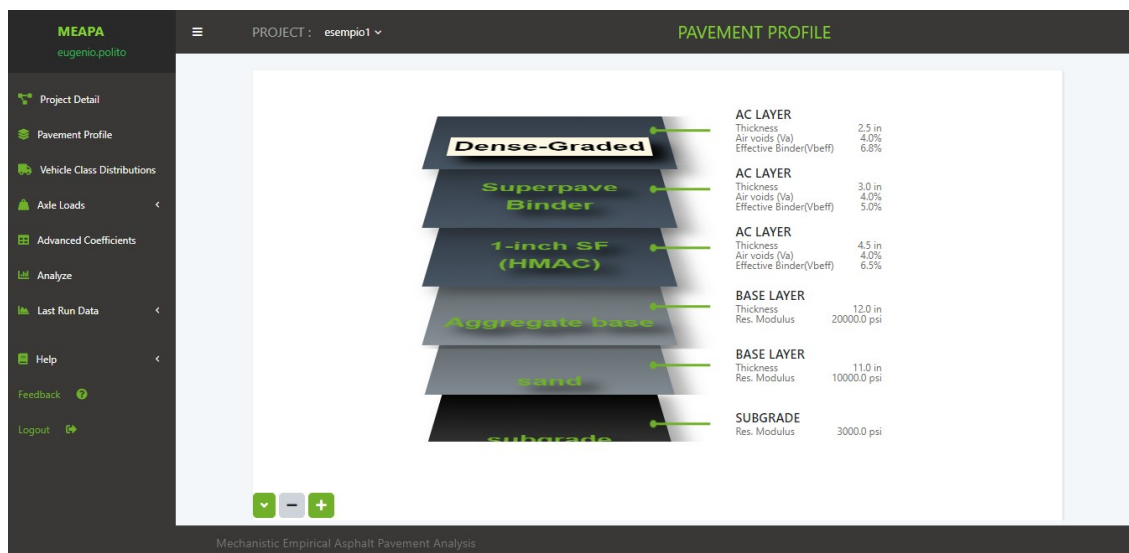 MEAPA
eugenio.polito
PROJECT : esempio1
PAVEMENT PROFILE
Project Detail
Pavement Profile
Vehicle Class Distributions
Axle Loads
Advanced Coefficients
Analyze
Last Run Data
Help
Feedback
Logout
Dense-Graded
AC LAYER
Thickness 2.5 in
Air voids (Va) 4.0%
Effective Binder(Vbeff) 6.8%
Superpave
Binder
AC LAYER
Thickness 3.0 in
Air voids (Va) 4.0%
Effective Binder(Vbeff) 5.0%
1-inch SF
(HMAC)
AC LAYER
Thickness 4.5 in
Air voids (Va) 4.0%
Effective Binder(Vbeff) 6.5%
Aggregate base
BASE LAYER
Thickness 12.0 in
Res. Modulus 20000.0 psi
sand
BASE LAYER
Thickness 11.0 in
Res. Modulus 10000.0 psi
subgrade
SUBGRADE
Res. Modulus 3000.0 psi
Mechanistic Empirical Asphalt Pavement Analysis